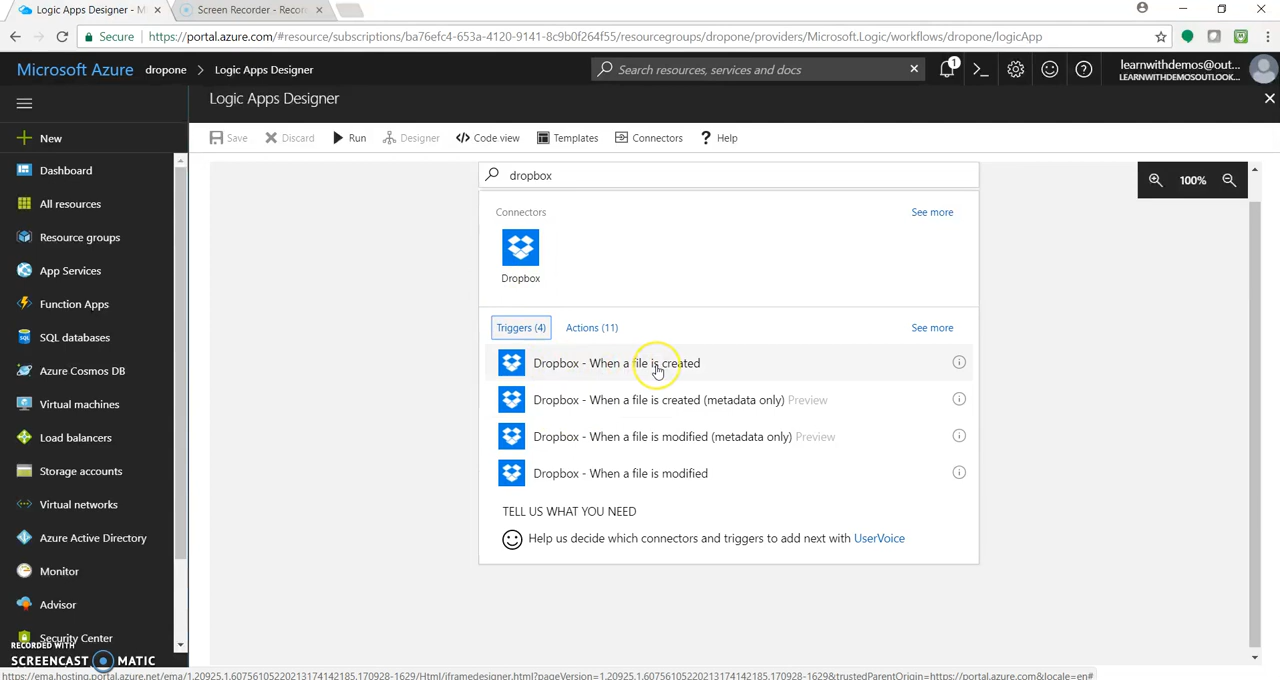 Logic Apps Designer - M
Screen Recorder - Recor
Secure
https://portal.azure.com/#resource/subscriptions/ba76efc4-653a-4120-9141-8c9b0f264f55/resourcegroups/dropone/providers/Microsoft.Logic/workflows/dropone/logicApp
Microsoft Azure
dropone
Logic Apps Designer
Search resources, services and docs
1
learnwithdemos@out...
LEARNWITHDEMOSOUTLOOK...
Logic Apps Designer
New
Save
Discard
Run
Designer
Code view
Templates
Connectors
Help
Dashboard
All resources
Resource groups
App Services
Function Apps
SQL databases
Azure Cosmos DB
Virtual machines
Load balancers
Storage accounts
Virtual networks
Azure Active Directory
Monitor
Advisor
Security Center
dropbox
100%
Connectors
See more
Dropbox
Triggers (4)
Actions (11)
See more
Dropbox - When a file is created
Dropbox - When a file is created (metadata only) Preview
Dropbox - When a file is modified (metadata only) Preview
Dropbox - When a file is modified
TELL US WHAT YOU NEED
Help us decide which connectors and triggers to add next with UserVoice
RECORDED WITH
SCREENCAST MATIC